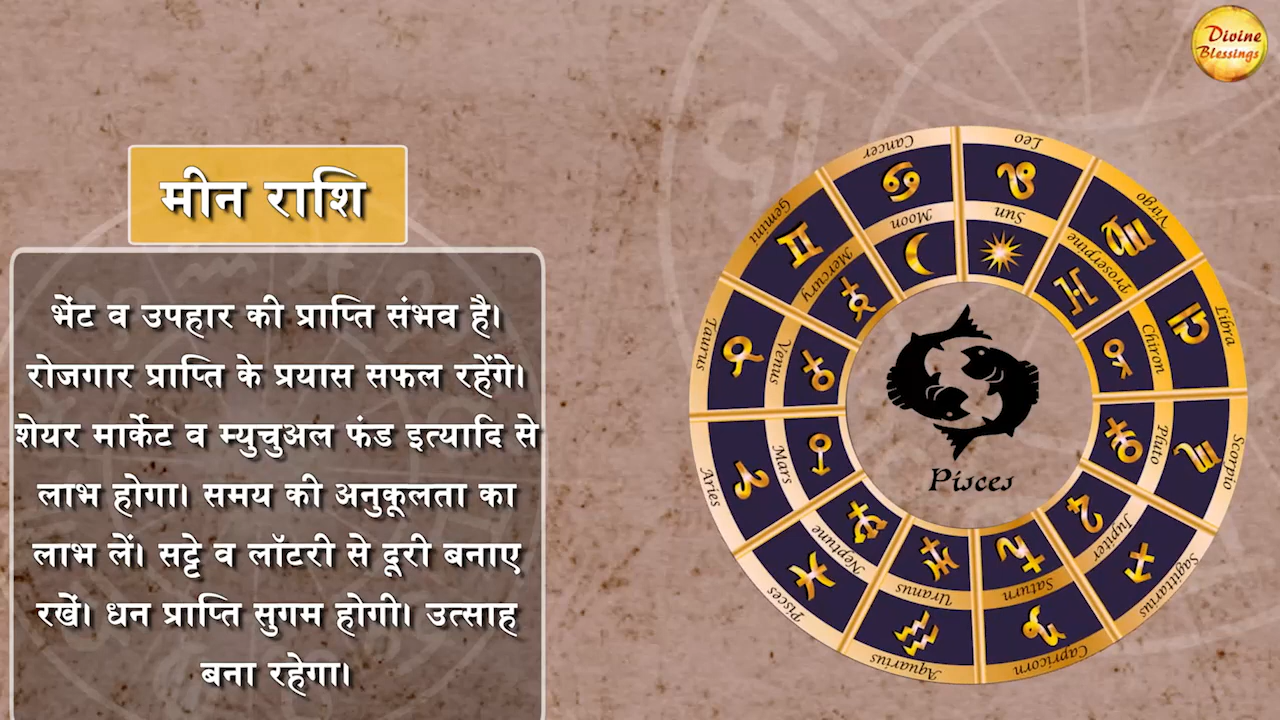 Divine
Blessings
मीन राशि
भेंट व उपहार की प्राप्ति संभव है।
रोजगार प्राप्ति के प्रयास सफल रहेंगे।
शेयर मार्केट व म्युचुअल फंड इत्यादि से
लाभ होगा। समय की अनुकूलता का
लाभ लें। सट्टे व लॉटरी से दूरी बनाए
रखें। धन प्राप्ति सुगम होगी। उत्साह
बना रहेगा।
Cancer
Leo
Virgo
Libra
Scorpio
Sagittarius
Capricorn
Aquarius
Pisces
Aries
Taurus
Gemini
Moon
Sun
Proserpine
Chiron
Pluto
Jupiter
Saturn
Uranus
Neptune
Mars
Venus
Mercury
Pisces